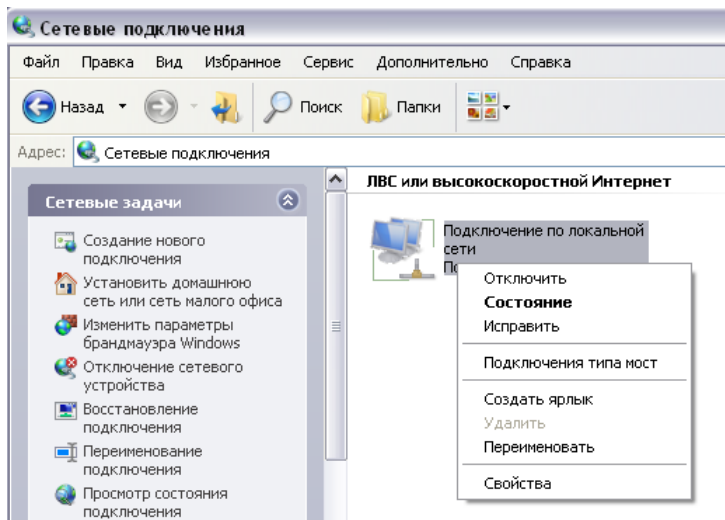 Сетевые подключения
Файл Правка Вид Избранное Сервис Дополнительно Справка
Назад Поиск Папки
Адрес: Сетевые подключения
Сетевые задачи
Создание нового
подключения
Установить домашнюю
сеть или сеть малого офиса
Изменить параметры
брандмауэра Windows
Отключение сетевого
устройства
Восстановление
подключения
Переименование
подключения
Просмотр состояния
подключения
ЛВС или высокоскоростной Интернет
Подключение по локальной
сети
Отключить
Состояние
Исправить
Подключения типа мост
Создать ярлык
Удалить
Переименовать
Свойства